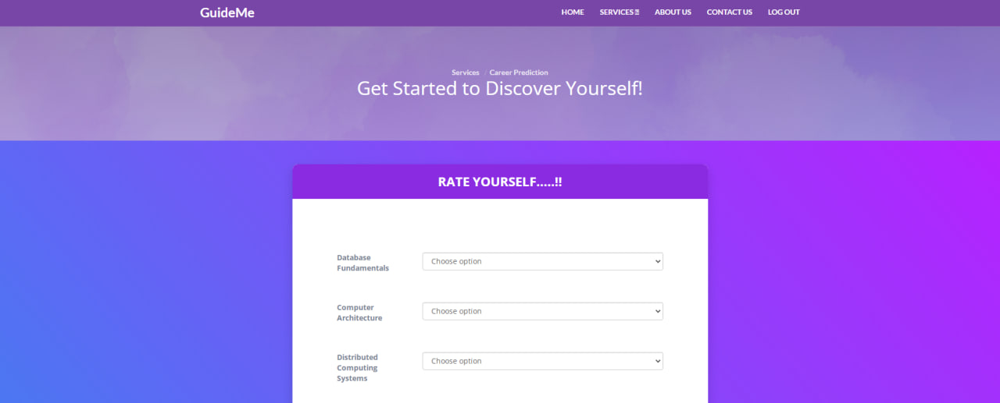 GuideMe
HOME SERVICES ABOUT US CONTACT US LOG OUT
Services / Career Prediction
Get Started to Discover Yourself!
RATE YOURSELF.....!!
Database
Fundamentals
Choose option
Computer
Architecture
Choose option
Distributed
Computing
Systems
Choose option